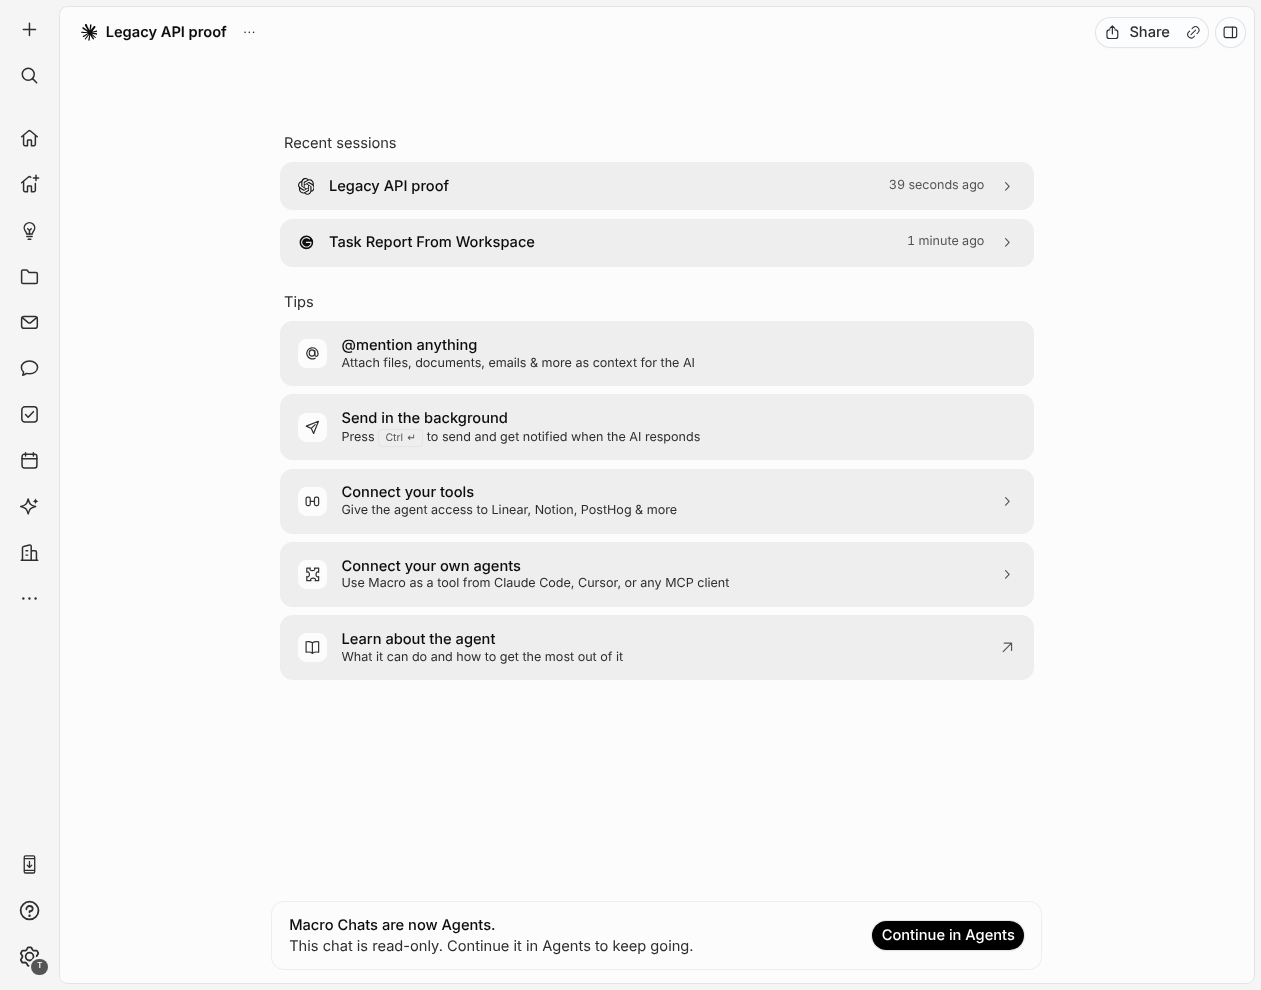 Legacy API proof
Share
Recent sessions
Legacy API proof
39 seconds ago
Task Report From Workspace
1 minute ago
Tips
@mention anything
Attach files, documents, emails & more as context for the AI
Send in the background
Press Ctrl ↵ to send and get notified when the AI responds
Connect your tools
Give the agent access to Linear, Notion, PostHog & more
Connect your own agents
Use Macro as a tool from Claude Code, Cursor, or any MCP client
Learn about the agent
What it can do and how to get the most out of it
Macro Chats are now Agents.
This chat is read-only. Continue it in Agents to keep going.
Continue in Agents
T